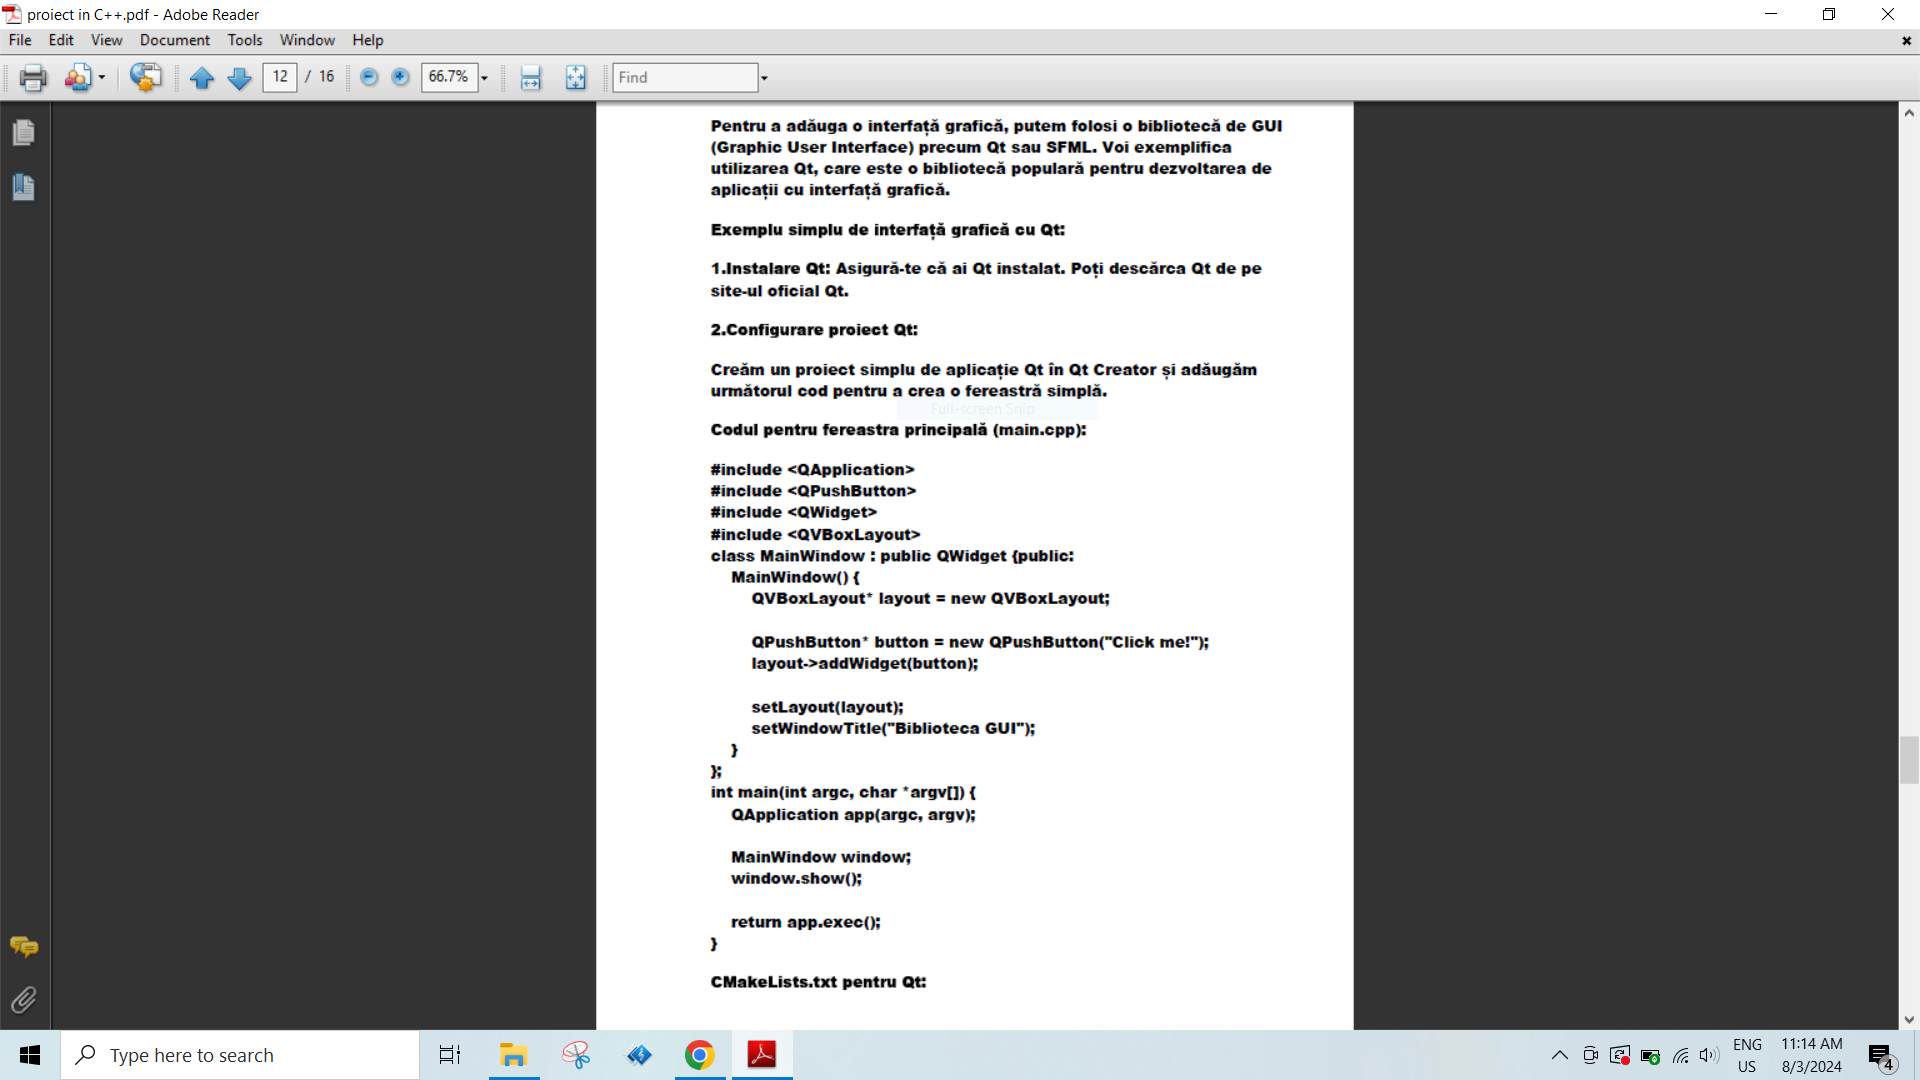 proiect in C++.pdf - Adobe Reader
File Edit View Document Tools Window Help
12 / 16 66.7% Find
Pentru a adăuga o interfață grafică, putem folosi o bibliotecă de GUI
(Graphic User Interface) precum Qt sau SFML. Voi exemplifica
utilizarea Qt, care este o bibliotecă populară pentru dezvoltarea de
aplicații cu interfață grafică.
Exemplu simplu de interfață grafică cu Qt:
1.Instalare Qt: Asigură-te că ai Qt instalat. Poți descărca Qt de pe
site-ul oficial Qt.
2.Configurare proiect Qt:
Creăm un proiect simplu de aplicație Qt în Qt Creator și adăugăm
următorul cod pentru a crea o fereastră simplă.
Full-screen Snip
Codul pentru fereastra principală (main.cpp):
#include <QApplication>
#include <QPushButton>
#include <QWidget>
#include <QVBoxLayout>
class MainWindow : public QWidget {public:
MainWindow() {
QVBoxLayout* layout = new QVBoxLayout;
QPushButton* button = new QPushButton("Click me!");
layout->addWidget(button);
setLayout(layout);
setWindowTitle("Biblioteca GUI");
}
};
int main(int argc, char *argv[]) {
QApplication app(argc, argv);
MainWindow window;
window.show();
return app.exec();
}
CMakeLists.txt pentru Qt:
Type here to search
ENG
US
11:14 AM
8/3/2024
4